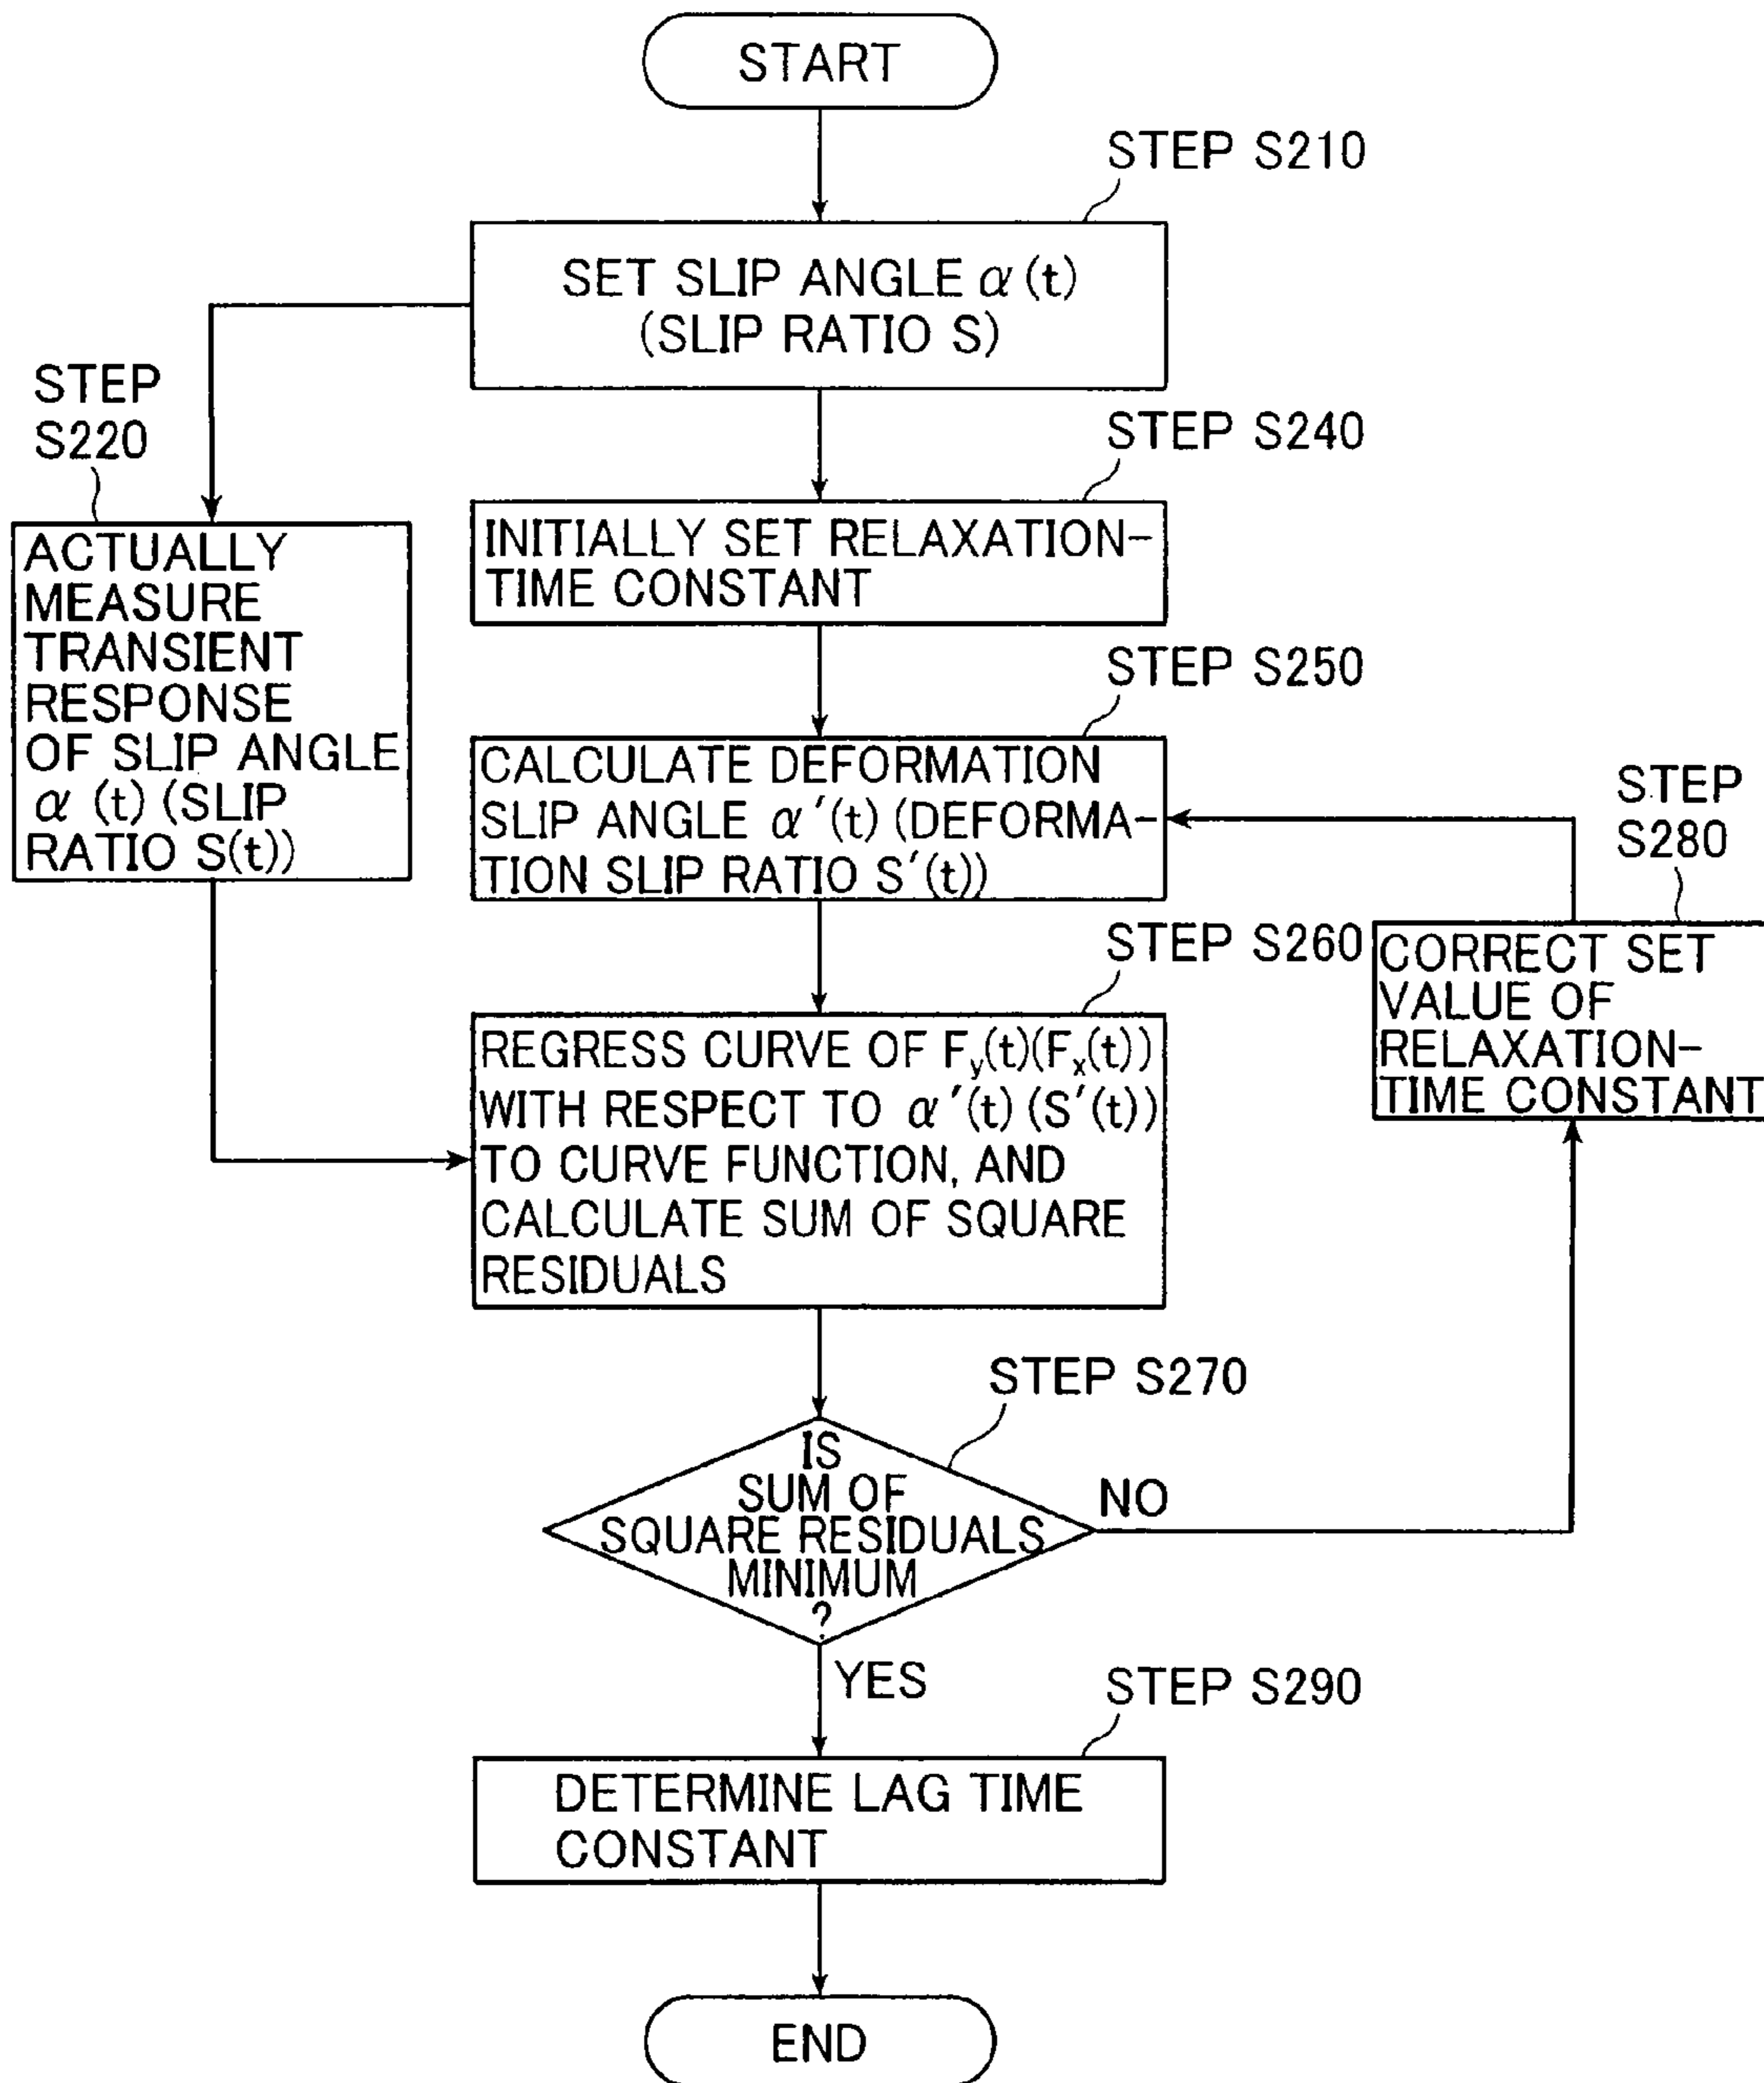 START
STEP S210
SET SLIP ANGLE α(t)
(SLIP RATIO S)
STEP
S220
ACTUALLY
MEASURE
TRANSIENT
RESPONSE
OF SLIP ANGLE
α (t) (SLIP
RATIO S(t))
STEP S240
INITIALLY SET RELAXATION-
TIME CONSTANT
STEP S250
CALCULATE DEFORMATION
SLIP ANGLE α′(t) (DEFORMA-
TION SLIP RATIO S′(t))
STEP S260
REGRESS CURVE OF Fy(t)(Fx(t))
WITH RESPECT TO α′(t) (S′(t))
TO CURVE FUNCTION, AND
CALCULATE SUM OF SQUARE
RESIDUALS
STEP
S280
CORRECT SET
VALUE OF
RELAXATION-
TIME CONSTANT
STEP S270
IS
SUM OF
SQUARE RESIDUALS
MINIMUM
?
NO
YES
STEP S290
DETERMINE LAG TIME
CONSTANT
END